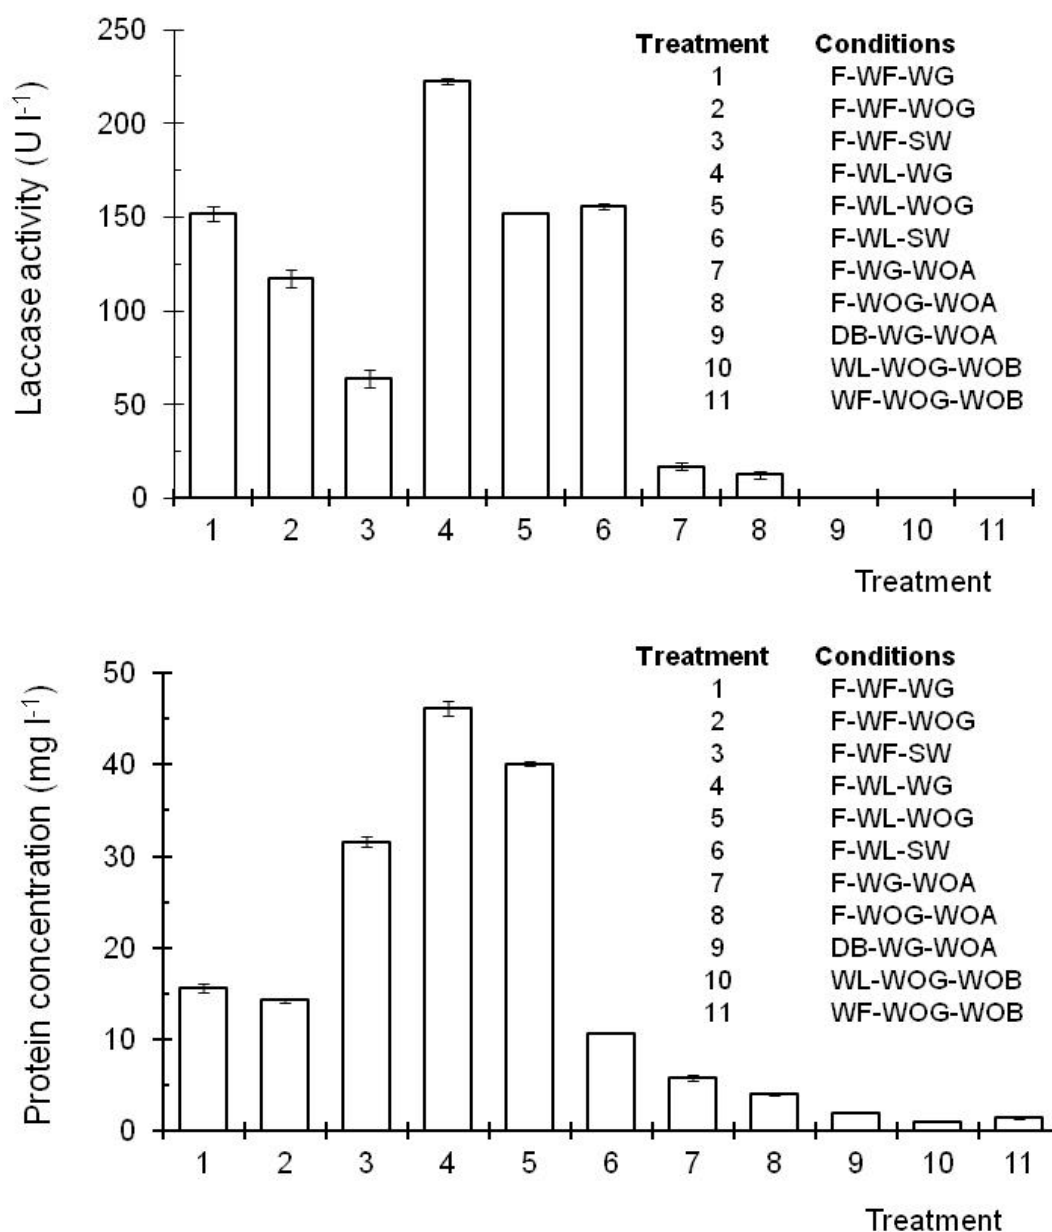 Laccase activity (U l-1)
250
200
150
100
50
0
Treatment Conditions
1 F-WF-WG
2 F-WF-WOG
3 F-WF-SW
4 F-WL-WG
5 F-WL-WOG
6 F-WL-SW
7 F-WG-WOA
8 F-WOG-WOA
9 DB-WG-WOA
10 WL-WOG-WOB
11 WF-WOG-WOB
1 2 3 4 5 6 7 8 9 10 11
Treatment
Protein concentration (mg l-1)
50
40
30
20
10
0
Treatment Conditions
1 F-WF-WG
2 F-WF-WOG
3 F-WF-SW
4 F-WL-WG
5 F-WL-WOG
6 F-WL-SW
7 F-WG-WOA
8 F-WOG-WOA
9 DB-WG-WOA
10 WL-WOG-WOB
11 WF-WOG-WOB
1 2 3 4 5 6 7 8 9 10 11
Treatment